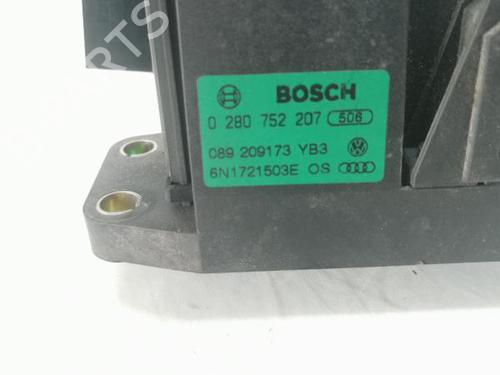 BOSCH
0 280 752 207 506
089 209173 YB3
6N1721503E OS